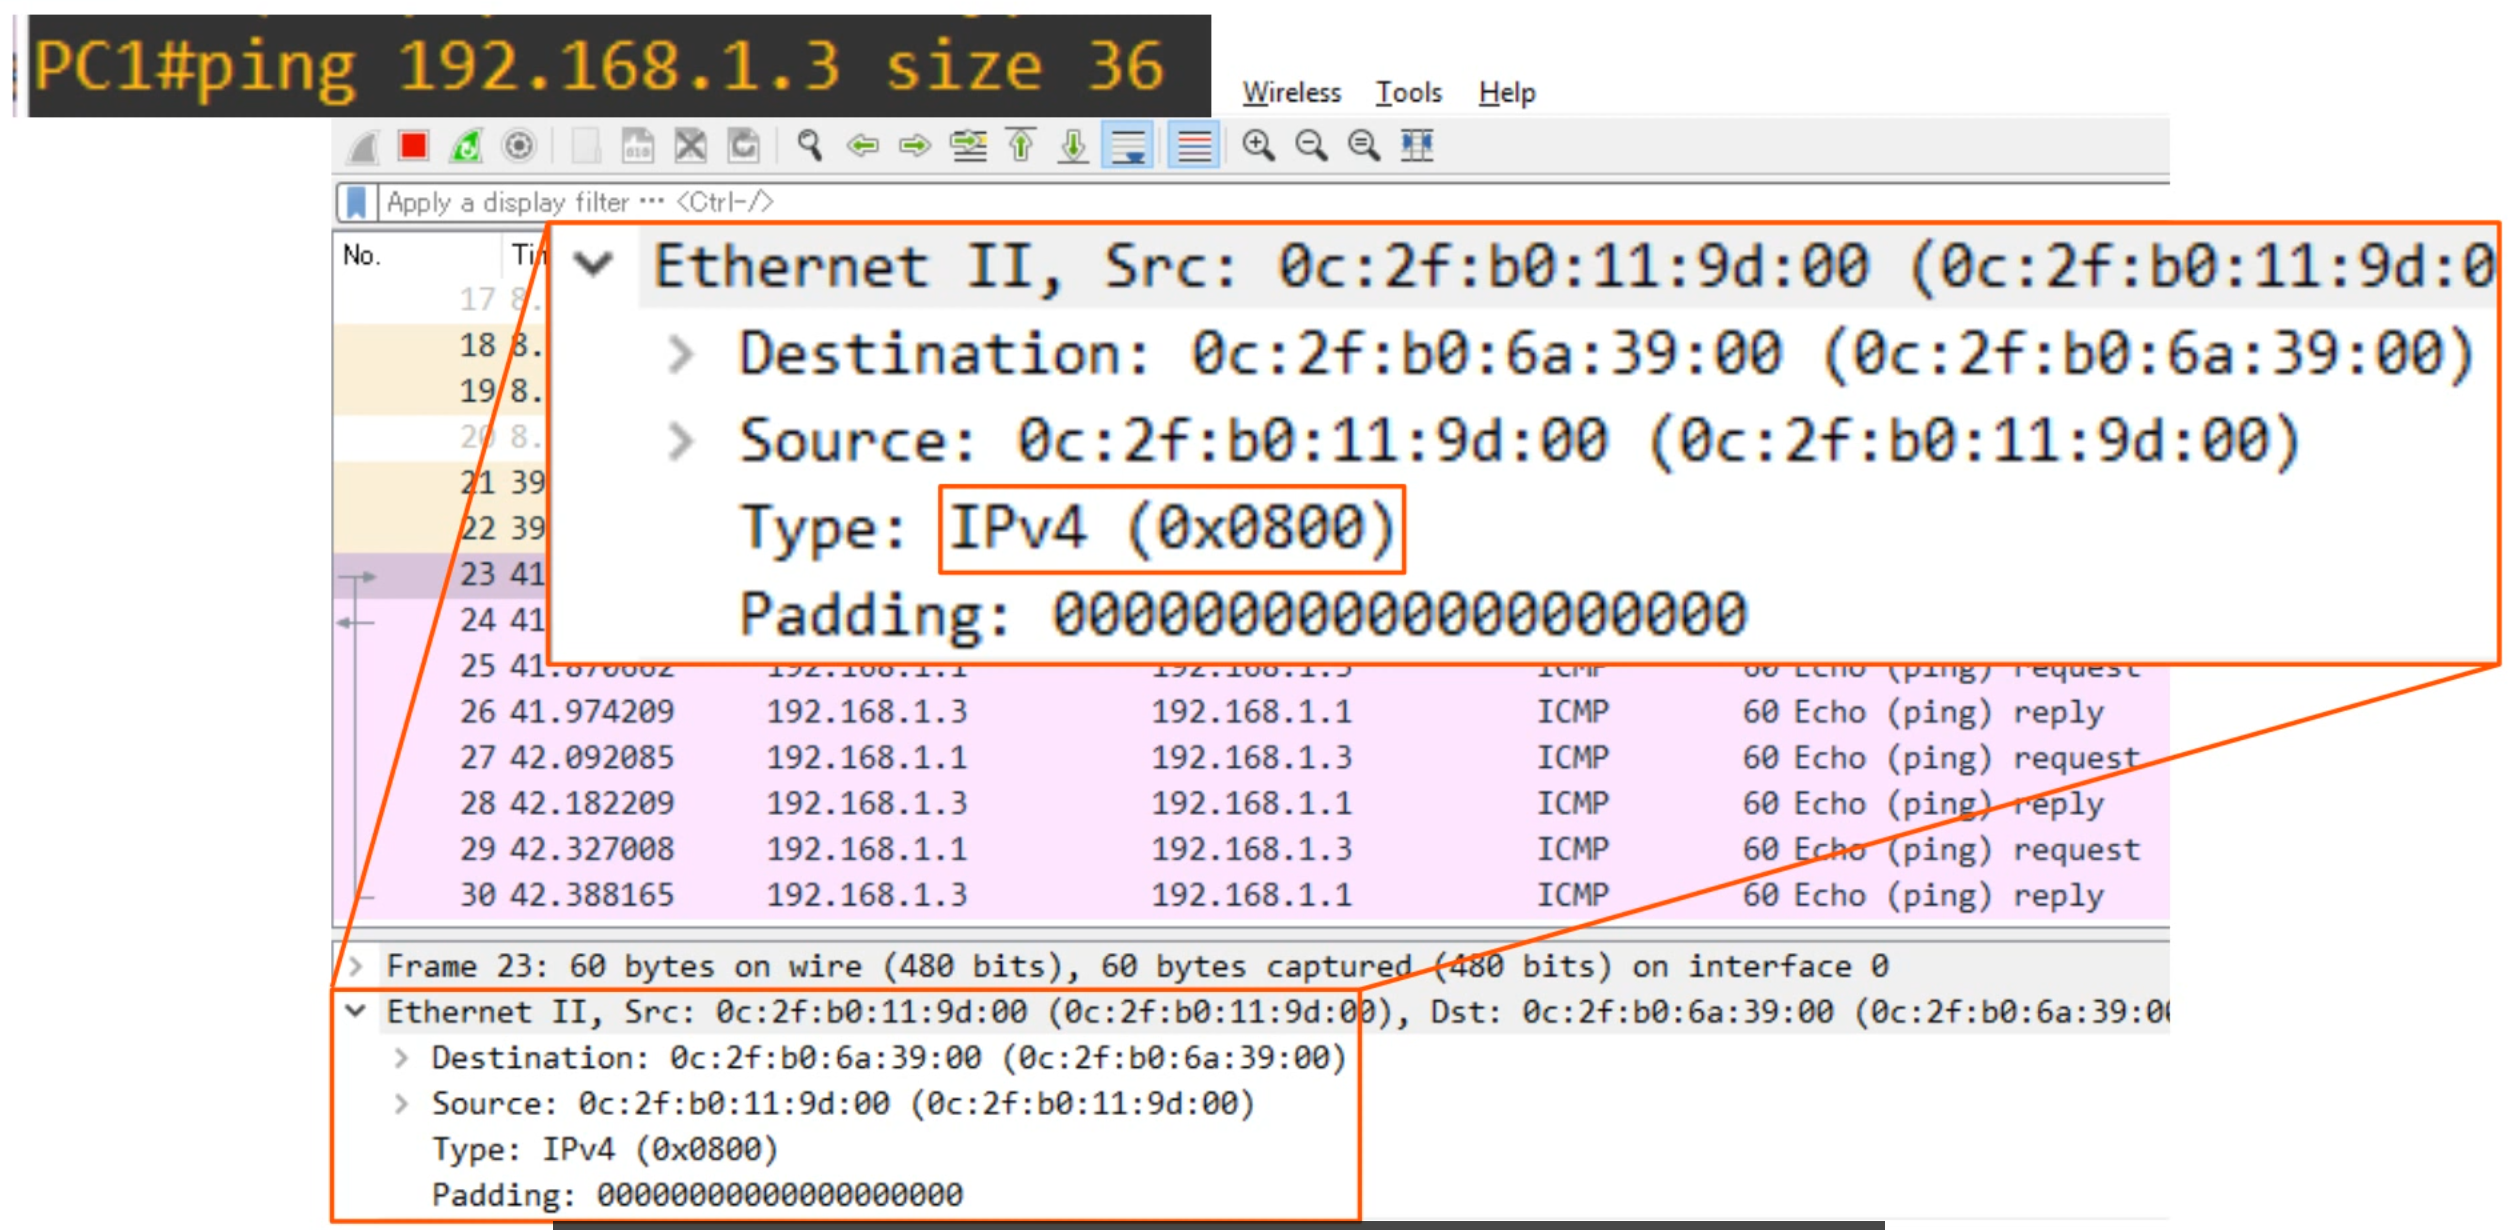 PC1#ping 192.168.1.3 size 36
Wireless Tools Help
Apply a display filter ... <Ctrl-/>
No.
Ethernet II, Src: 0c:2f:b0:11:9d:00 (0c:2f:b0:11:9d:0
Destination: 0c:2f:b0:6a:39:00 (0c:2f:b0:6a:39:00)
Source: 0c:2f:b0:11:9d:00 (0c:2f:b0:11:9d:00)
Type: IPv4 (0x0800)
Padding: 00000000000000000000
17 8.
18 8.
19 8.
20 8.
21 39
22 39
23 41
24 41
25 41.870662 192.168.1.1 192.168.1.3 ICMP 60 Echo (ping) request
26 41.974209 192.168.1.3 192.168.1.1 ICMP 60 Echo (ping) reply
27 42.092085 192.168.1.1 192.168.1.3 ICMP 60 Echo (ping) request
28 42.182209 192.168.1.3 192.168.1.1 ICMP 60 Echo (ping) reply
29 42.327008 192.168.1.1 192.168.1.3 ICMP 60 Echo (ping) request
30 42.388165 192.168.1.3 192.168.1.1 ICMP 60 Echo (ping) reply
Frame 23: 60 bytes on wire (480 bits), 60 bytes captured (480 bits) on interface 0
Ethernet II, Src: 0c:2f:b0:11:9d:00 (0c:2f:b0:11:9d:00), Dst: 0c:2f:b0:6a:39:00 (0c:2f:b0:6a:39:00
Destination: 0c:2f:b0:6a:39:00 (0c:2f:b0:6a:39:00)
Source: 0c:2f:b0:11:9d:00 (0c:2f:b0:11:9d:00)
Type: IPv4 (0x0800)
Padding: 00000000000000000000